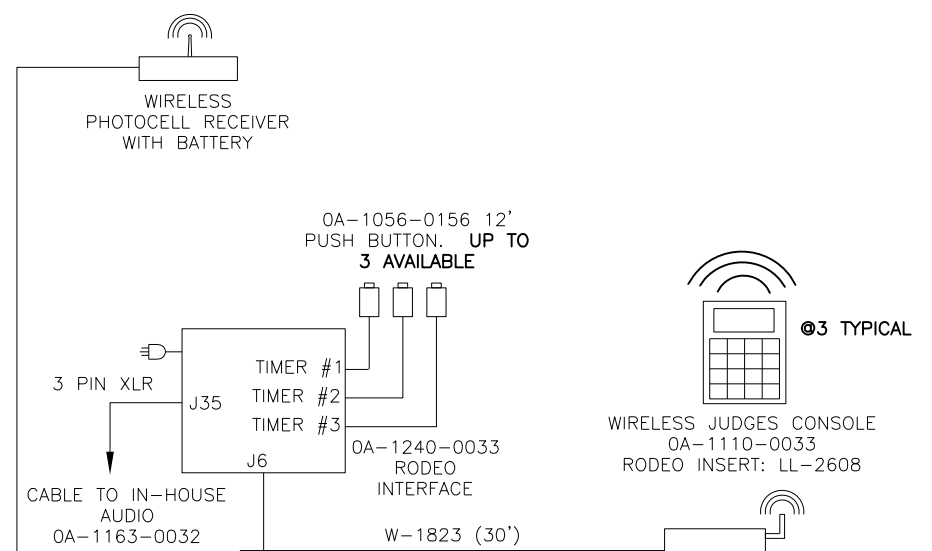 WIRELESS
PHOTOCELL RECEIVER
WITH BATTERY
0A-1056-0156 12'
PUSH BUTTON. UP TO
3 AVAILABLE
@3 TYPICAL
TIMER #1
3 PIN XLR
TIMER #2
J35
TIMER #3
J6
WIRELESS JUDGES CONSOLE
0A-1110-0033
RODEO INSERT: LL-2608
0A-1240-0033
RODEO
INTERFACE
CABLE TO IN-HOUSE
AUDIO
0A-1163-0032
W-1823 (30')